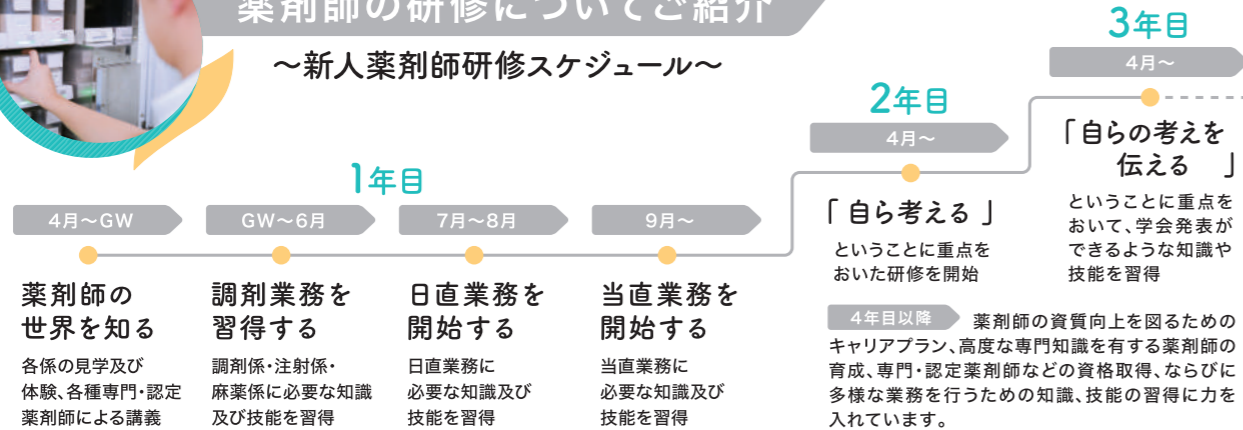 薬剤師の研修についてご紹介
～新人薬剤師研修スケジュール～
1年目
4月～GW
薬剤師の
世界を知る
各係の見学及び
体験、各種専門・認定
薬剤師による講義
GW～6月
調剤業務を
習得する
調剤係・注射係・
麻薬係に必要な知識
及び技能を習得
7月～8月
日直業務を
開始する
日直業務に
必要な知識及び
技能を習得
9月～
当直業務を
開始する
当直業務に
必要な知識及び
技能を習得
2年目
4月～
「自ら考える」
ということに重点を
おいた研修を開始
3年目
4月～
「自らの考えを
伝える」
ということに重点を
おいて、学会発表が
できるような知識や
技能を習得
4年目以降 薬剤師の資質向上を図るための
キャリアプラン、高度な専門知識を有する薬剤師の
育成、専門・認定薬剤師などの資格取得、ならびに
多様な業務を行うための知識、技能の習得に力を
入れています。